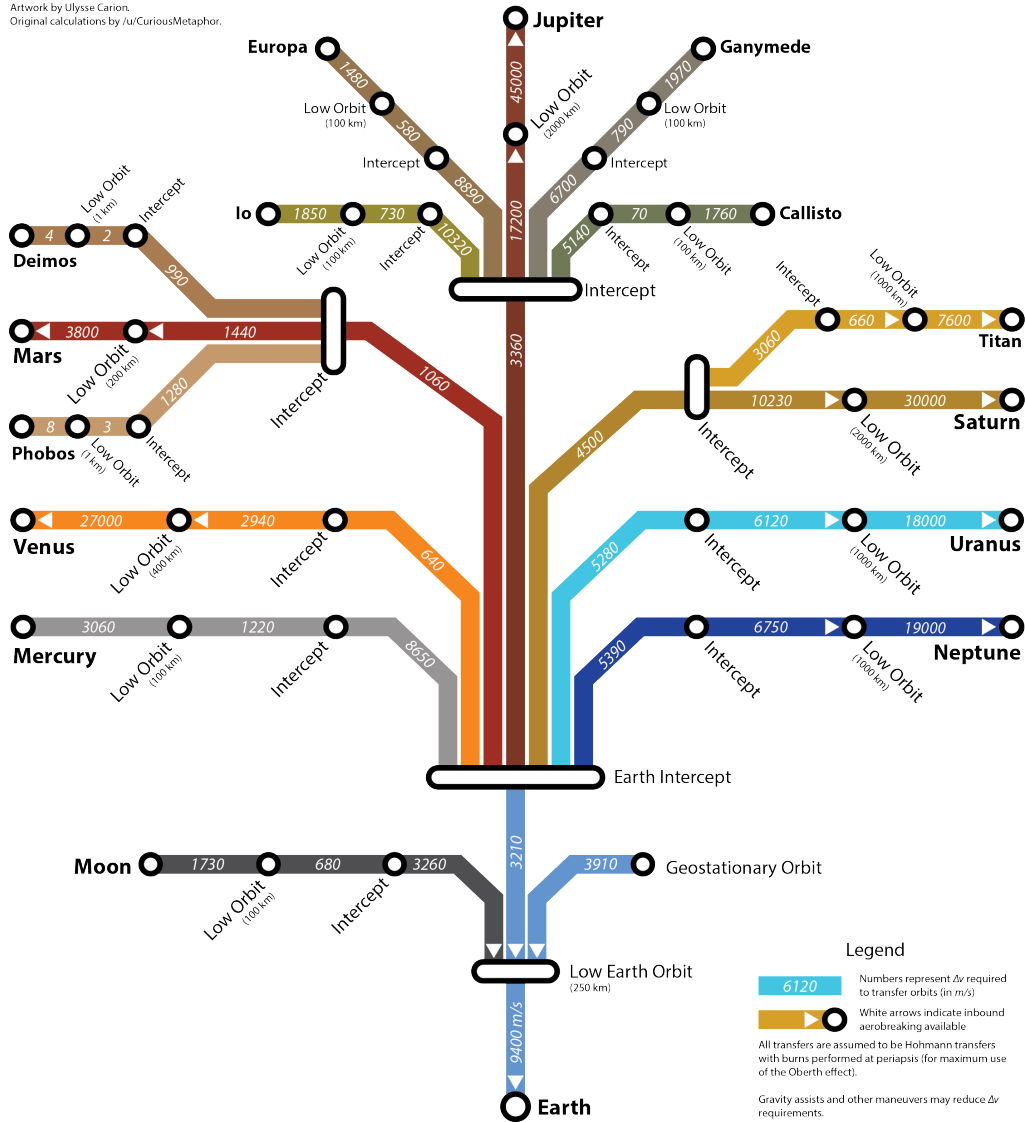 Artwork by Ulysse Carion.
Original calculations by /u/CuriousMetaphor.
Jupiter
Europa
Ganymede
45000
1480
1970
Low Orbit
(100 km)
Low Orbit
(2000 km)
Low Orbit
(100 km)
580
790
Intercept
Intercept
8890
17200
6700
Io
1850
730
10320
5140
70
1760
Callisto
Low Orbit
(100 km)
Intercept
Intercept
Low Orbit
(100 km)
Intercept
Low Orbit
(1 km)
Intercept
4
2
Deimos
990
3800
1440
Mars
Low Orbit
(200 km)
Intercept
1060
3360
1280
8
3
Phobos
Low Orbit
(1 km)
Intercept
Intercept
Low Orbit
(1000 km)
660
7600
Titan
3060
10230
30000
Saturn
Intercept
Low Orbit
(2000 km)
4500
27000
2940
Venus
Low Orbit
(400 km)
Intercept
640
5280
6120
18000
Uranus
Intercept
Low Orbit
(1000 km)
3060
1220
Mercury
Low Orbit
(100 km)
Intercept
8650
5390
6750
19000
Neptune
Intercept
Low Orbit
(1000 km)
Earth Intercept
3210
Moon
1730
680
3260
Low Orbit
(100 km)
Intercept
3910
Geostationary Orbit
Low Earth Orbit
(250 km)
9400 m/s
Earth
Legend
6120
Numbers represent Δv required
to transfer orbits (in m/s)
White arrows indicate inbound
aerobreaking available
All transfers are assumed to be Hohmann transfers
with burns performed at periapsis (for maximum use
of the Oberth effect).
Gravity assists and other maneuvers may reduce Δv
requirements.